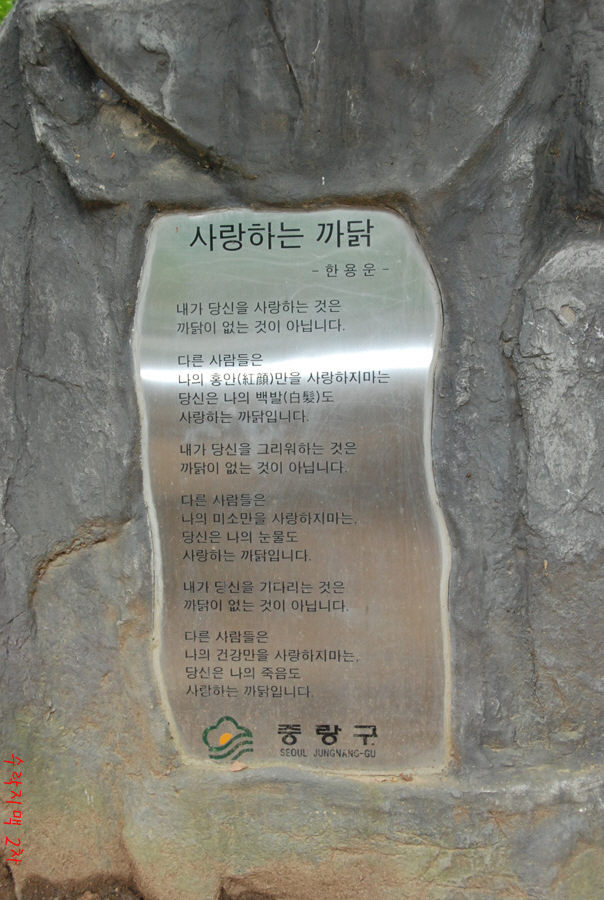 사랑하는 까닭
- 한 용 운 -
내가 당신을 사랑하는 것은
까닭이 없는 것이 아닙니다.
다른 사람들은
나의 홍안(紅顔)만을 사랑하지마는
당신은 나의 백발(白髮)도
사랑하는 까닭입니다.
내가 당신을 그리워하는 것은
까닭이 없는 것이 아닙니다.
다른 사람들은
나의 미소만을 사랑하지마는,
당신은 나의 눈물도
사랑하는 까닭입니다.
내가 당신을 기다리는 것은
까닭이 없는 것이 아닙니다.
다른 사람들은
나의 건강만을 사랑하지마는,
당신은 나의 죽음도
사랑하는 까닭입니다.
중랑구
SEOUL JUNGNANG-GU
수락지맥 2차